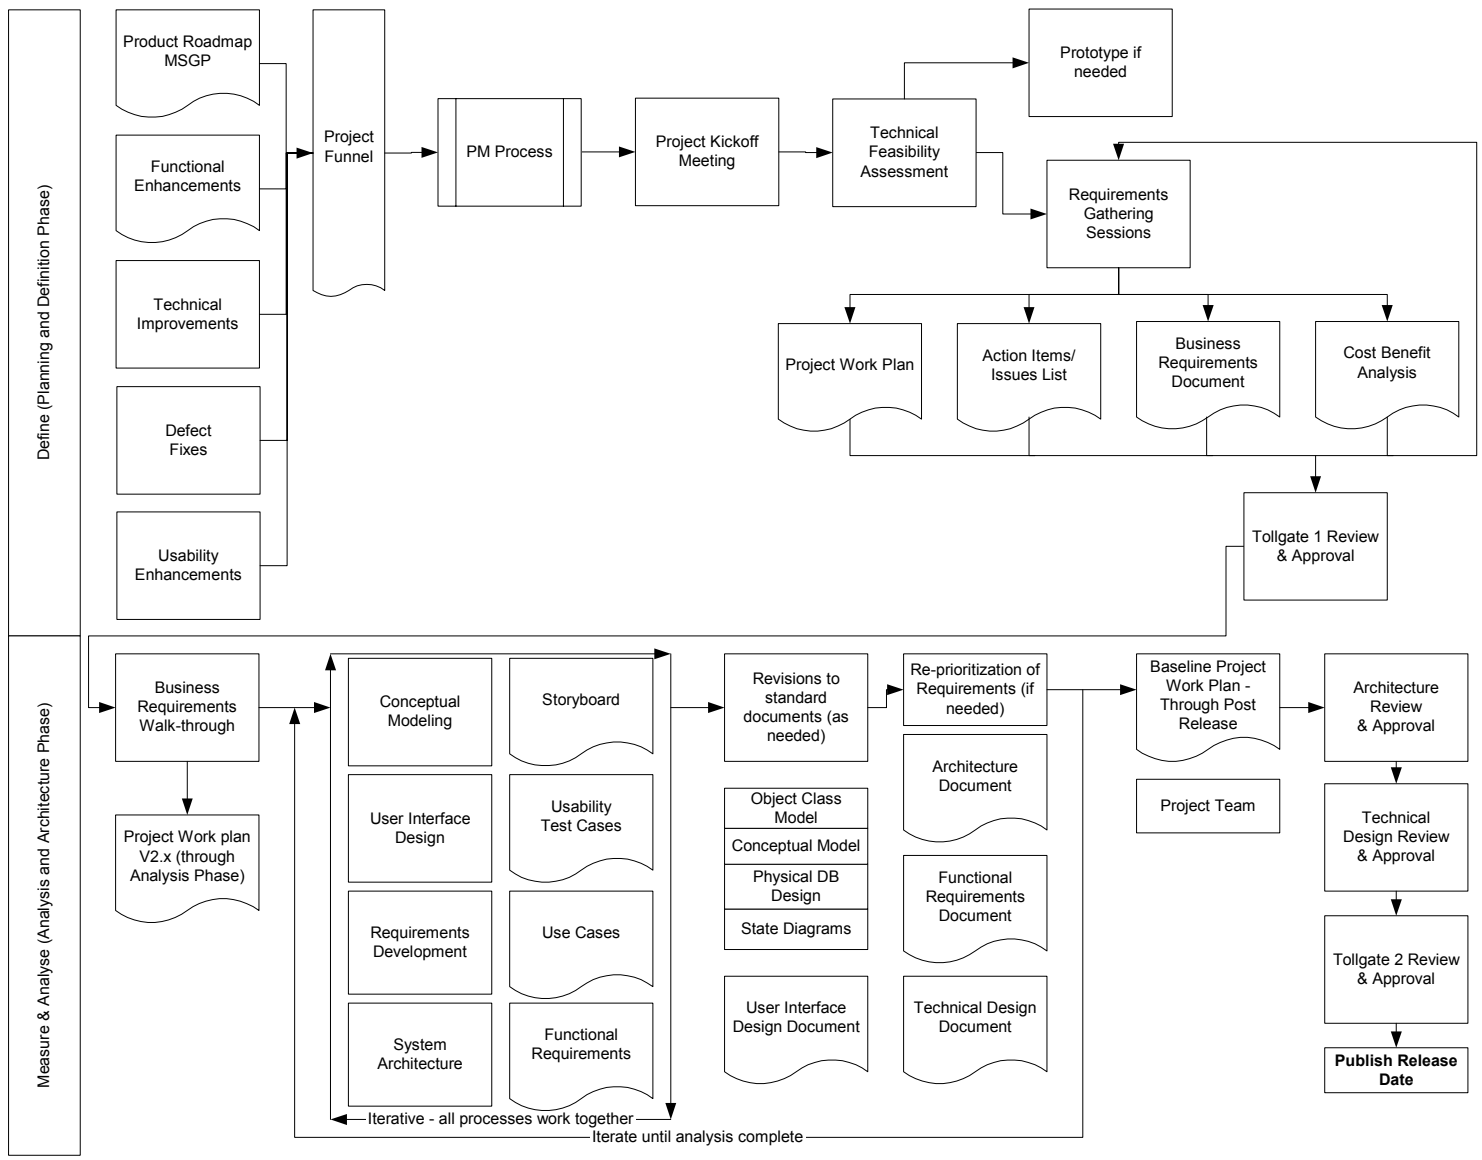 Define (Planning and Definition Phase)
Product Roadmap
MSGP
Functional
Enhancements
Technical
Improvements
Defect
Fixes
Usability
Enhancements
Project
Funnel
PM Process
Project Kickoff
Meeting
Technical
Feasibility
Assessment
Prototype if
needed
Requirements
Gathering
Sessions
Project Work Plan
Action Items/
Issues List
Business
Requirements
Document
Cost Benefit
Analysis
Tollgate 1 Review
& Approval
Measure & Analyse (Analysis and Architecture Phase)
Business
Requirements
Walk-through
Project Work plan
V2.x (through
Analysis Phase)
Conceptual
Modeling
Storyboard
User Interface
Design
Usability
Test Cases
Requirements
Development
Use Cases
System
Architecture
Functional
Requirements
Iterative - all processes work together
Iterate until analysis complete
Revisions to
standard
documents (as
needed)
Object Class
Model
Conceptual Model
Physical DB
Design
State Diagrams
User Interface
Design Document
Re-prioritization of
Requirements (if
needed)
Architecture
Document
Functional
Requirements
Document
Technical Design
Document
Baseline Project
Work Plan -
Through Post
Release
Project Team
Architecture
Review
& Approval
Technical
Design Review
& Approval
Tollgate 2 Review
& Approval
Publish Release
Date